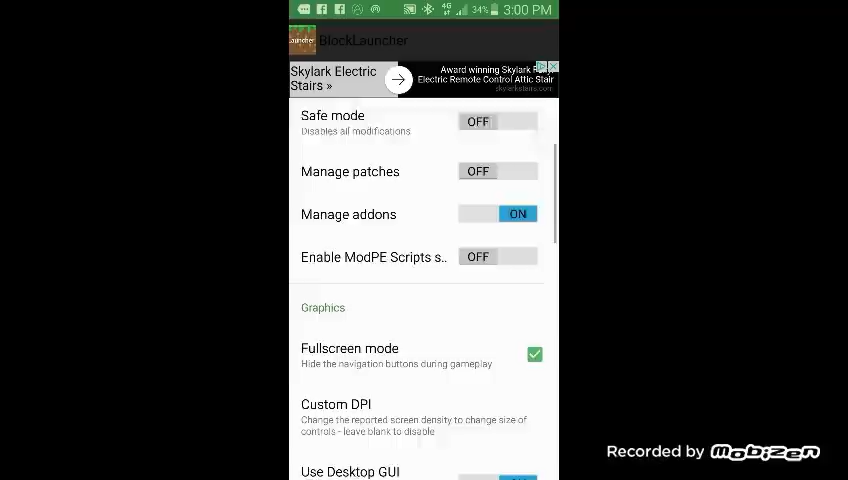 4G
34%
3:00 PM
Launcher
BlockLauncher
Skylark Electric
Stairs »
Award winning Skylark
Electric Remote Control Attic Stair
skylarkstairs.com
Safe mode
OFF
Disables all modifications.
Manage patches
OFF
Manage addons
ON
Enable ModPE Scripts s..
OFF
Graphics
Fullscreen mode
Hide the navigation buttons during gameplay
Custom DPI
Change the reported screen density to change size of
controls - leave blank to disable
Use Desktop GUI
Recorded by Mobizen